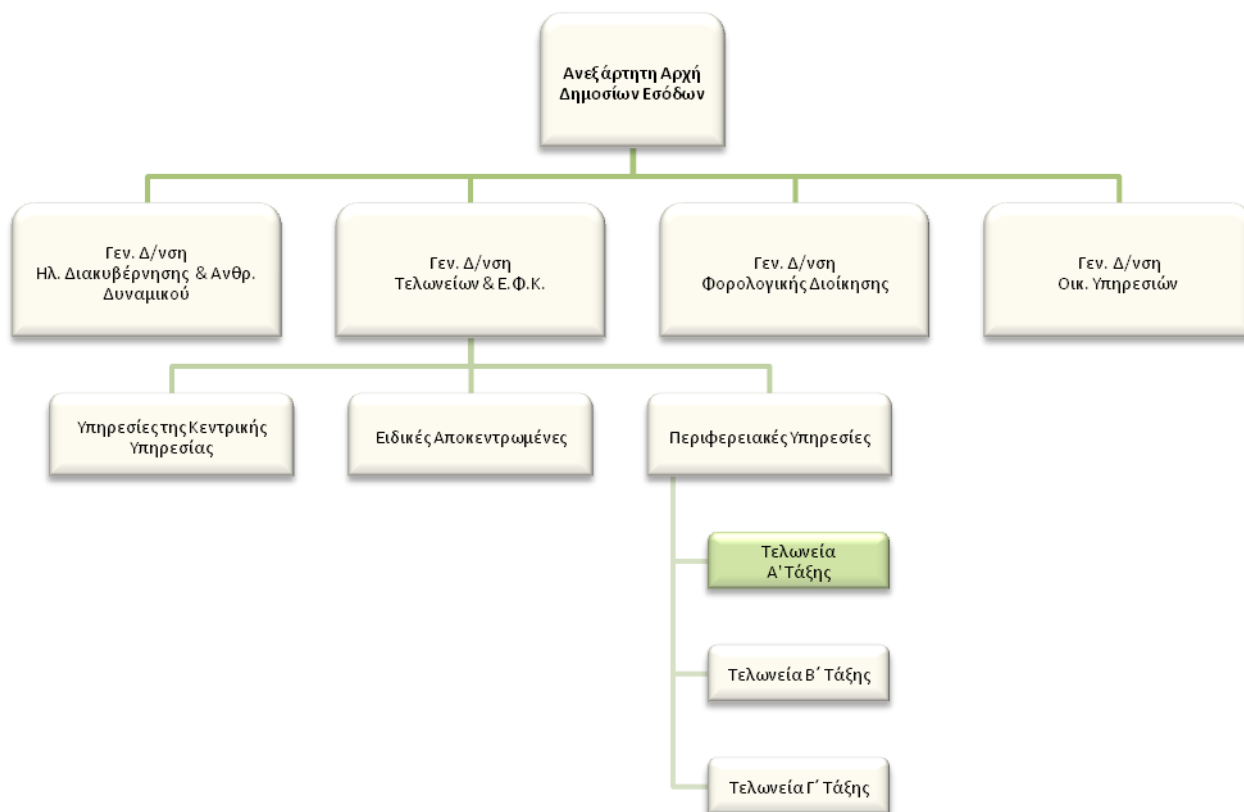 Ανεξάρτητη Αρχή
Δημοσίων Εσόδων
Γεν. Δ/νση
Ηλ. Διακυβέρνησης & Ανθρ.
Δυναμικού
Γεν. Δ/νση
Τελωνείων & Ε.Φ.Κ.
Γεν. Δ/νση
Φορολογικής Διοίκησης
Γεν. Δ/νση
Οικ. Υπηρεσιών
Υπηρεσίες της Κεντρικής
Υπηρεσίας
Ειδικές Αποκεντρωμένες
Περιφερειακές Υπηρεσίες
Τελωνεία
Α' Τάξης
Τελωνεία Β΄ Τάξης
Τελωνεία Γ΄ Τάξης